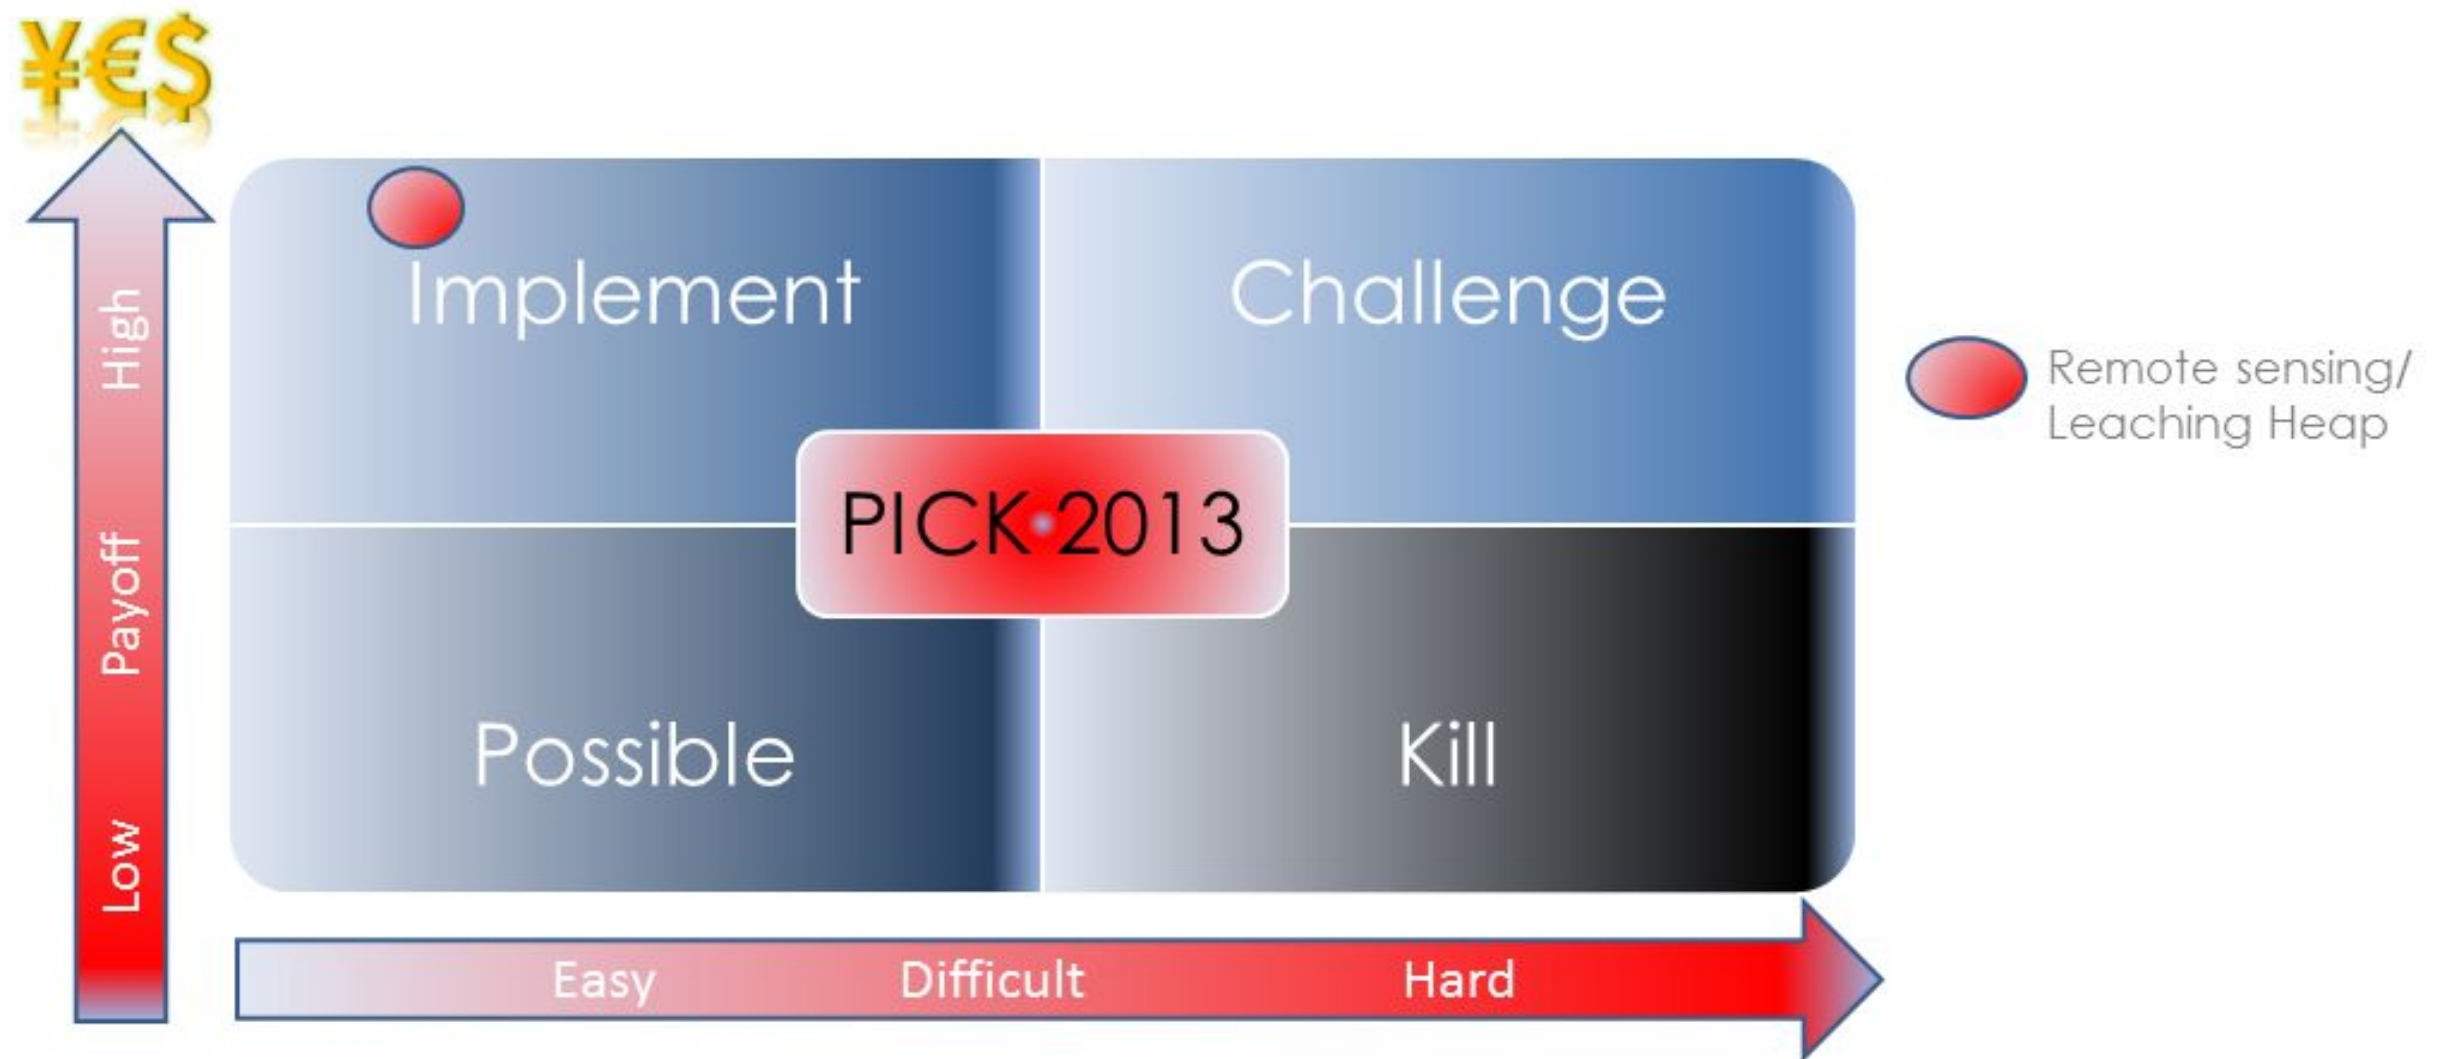 ¥€$
High
Payoff
Low
Implement
Challenge
PICK 2013
Possible
Kill
Easy
Difficult
Hard
Remote sensing/
Leaching Heap